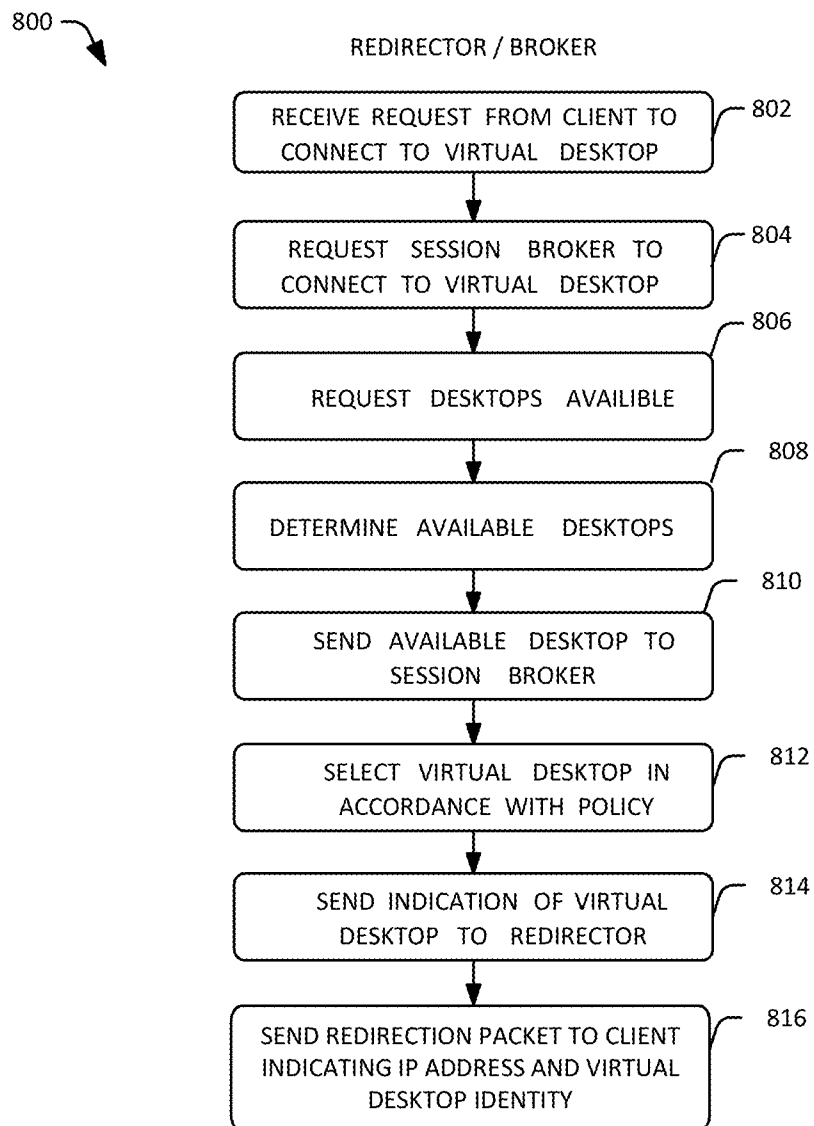 800
REDIRECTOR / BROKER
RECEIVE REQUEST FROM CLIENT TO
CONNECT TO VIRTUAL DESKTOP
802
REQUEST SESSION BROKER TO
CONNECT TO VIRTUAL DESKTOP
804
REQUEST DESKTOPS AVAILIBLE
806
DETERMINE AVAILABLE DESKTOPS
808
SEND AVAILABLE DESKTOP TO
SESSION BROKER
810
SELECT VIRTUAL DESKTOP IN
ACCORDANCE WITH POLICY
812
SEND INDICATION OF VIRTUAL
DESKTOP TO REDIRECTOR
814
SEND REDIRECTION PACKET TO CLIENT
INDICATING IP ADDRESS AND VIRTUAL
DESKTOP IDENTITY
816